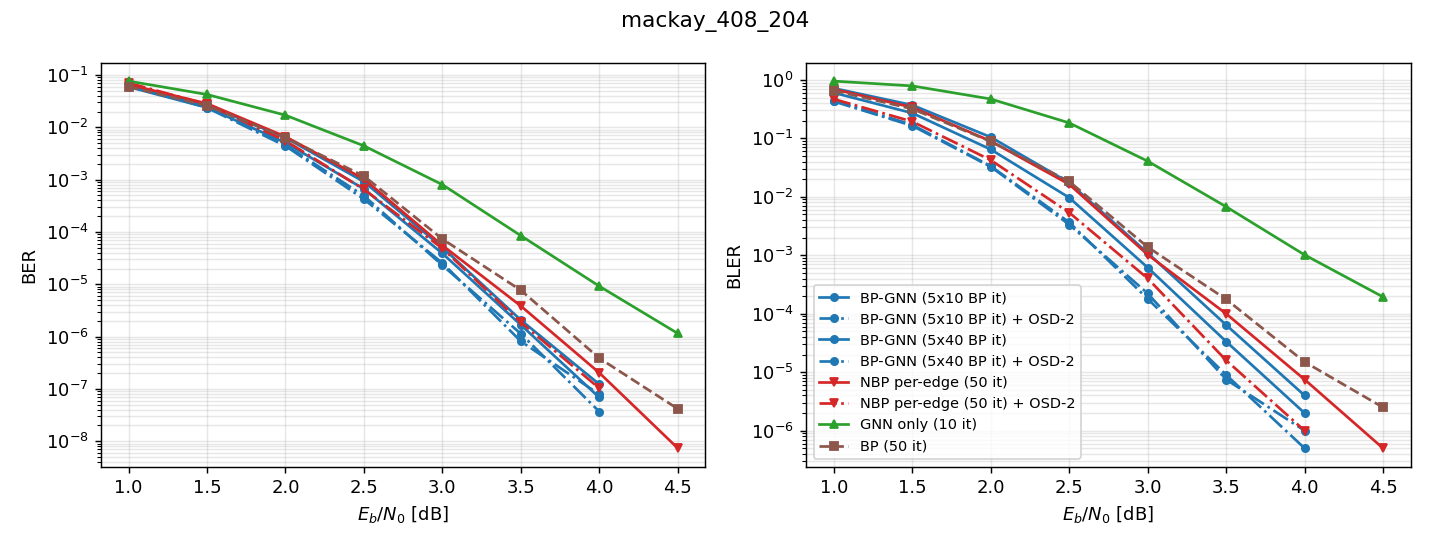 mackay_408_204
10⁻¹
10⁻²
10⁻³
10⁻⁴
10⁻⁵
10⁻⁶
10⁻⁷
10⁻⁸
BER
1.0 1.5 2.0 2.5 3.0 3.5 4.0 4.5
E_b/N_0 [dB]
10⁰
10⁻¹
10⁻²
10⁻³
10⁻⁴
10⁻⁵
10⁻⁶
BLER
BP-GNN (5x10 BP it)
BP-GNN (5x10 BP it) + OSD-2
BP-GNN (5x40 BP it)
BP-GNN (5x40 BP it) + OSD-2
NBP per-edge (50 it)
NBP per-edge (50 it) + OSD-2
GNN only (10 it)
BP (50 it)
1.0 1.5 2.0 2.5 3.0 3.5 4.0 4.5
E_b/N_0 [dB]